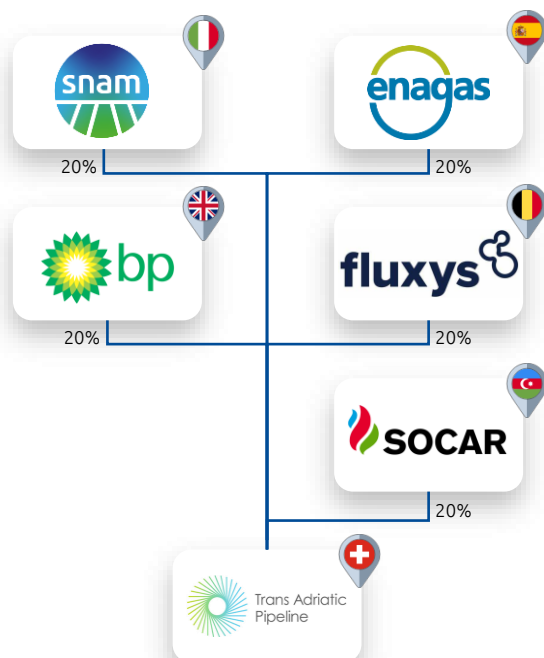 snam
enagas
20%
20%
bp
fluxys
20%
20%
SOCAR
20%
Trans Adriatic
Pipeline